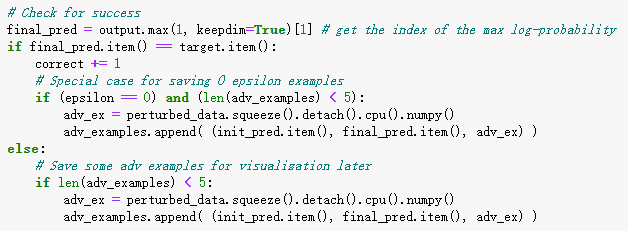 # Check for success
final_pred = output.max(1, keepdim=True)[1] # get the index of the max log-probability
if final_pred.item() == target.item():
    correct += 1
    # Special case for saving 0 epsilon examples
    if (epsilon == 0) and (len(adv_examples) < 5):
        adv_ex = perturbed_data.squeeze().detach().cpu().numpy()
        adv_examples.append( (init_pred.item(), final_pred.item(), adv_ex) )
else:
    # Save some adv examples for visualization later
    if len(adv_examples) < 5:
        adv_ex = perturbed_data.squeeze().detach().cpu().numpy()
        adv_examples.append( (init_pred.item(), final_pred.item(), adv_ex) )